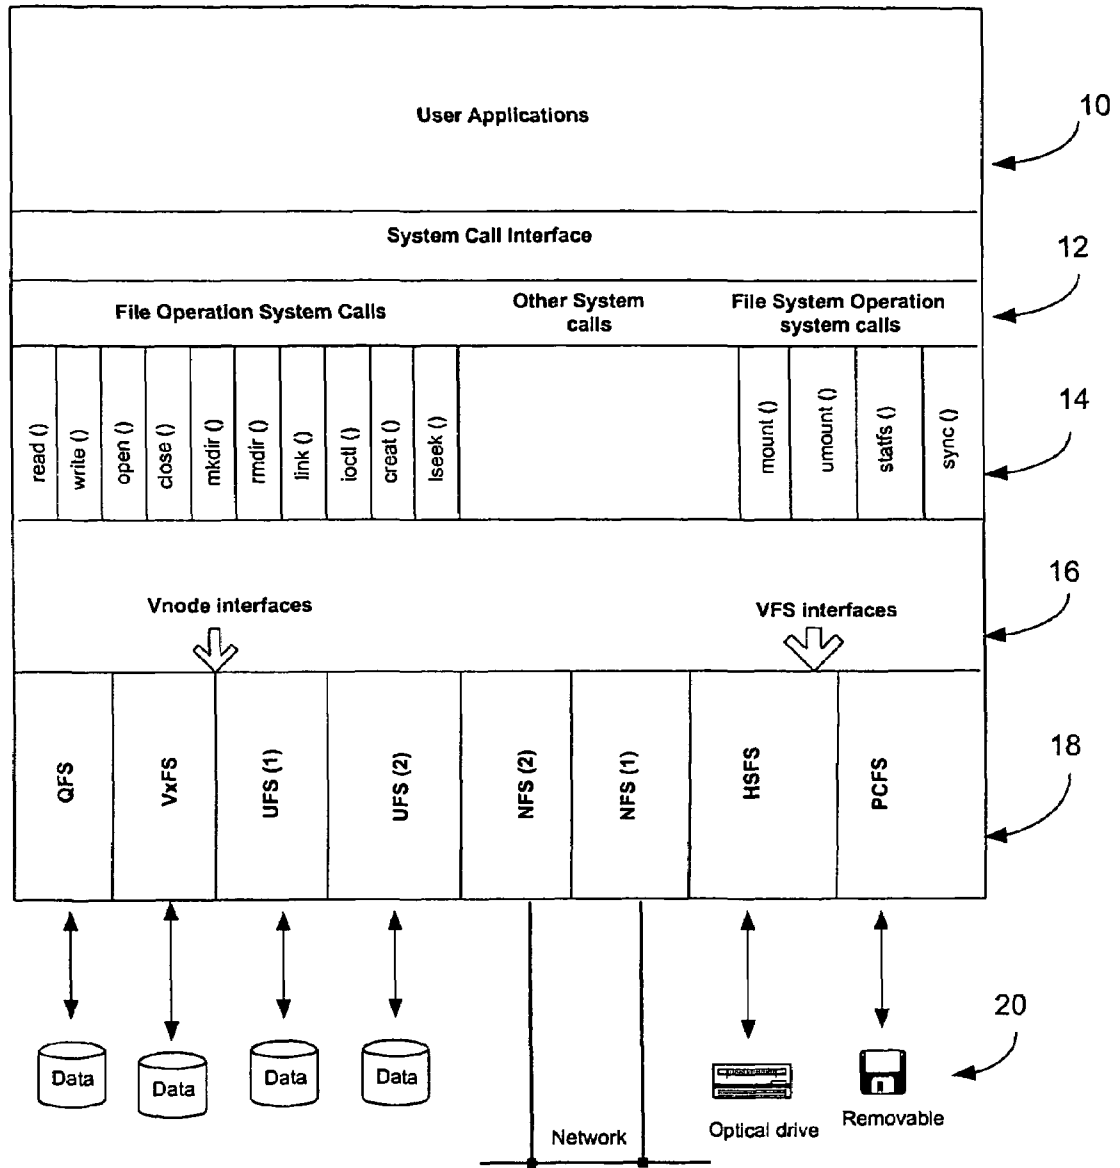 User Applications
10
System Call Interface
12
File Operation System Calls
Other System
calls
File System Operation
system calls
14
read ()
write ()
open ()
close ()
mkdir ()
rmdir ()
link ()
ioctl ()
creat ()
lseek ()
mount ()
umount ()
statfs ()
sync ()
16
Vnode interfaces
VFS interfaces
18
QFS
VxFS
UFS (1)
UFS (2)
NFS (2)
NFS (1)
HSFS
PCFS
20
Data
Data
Data
Data
Optical drive
Removable
Network